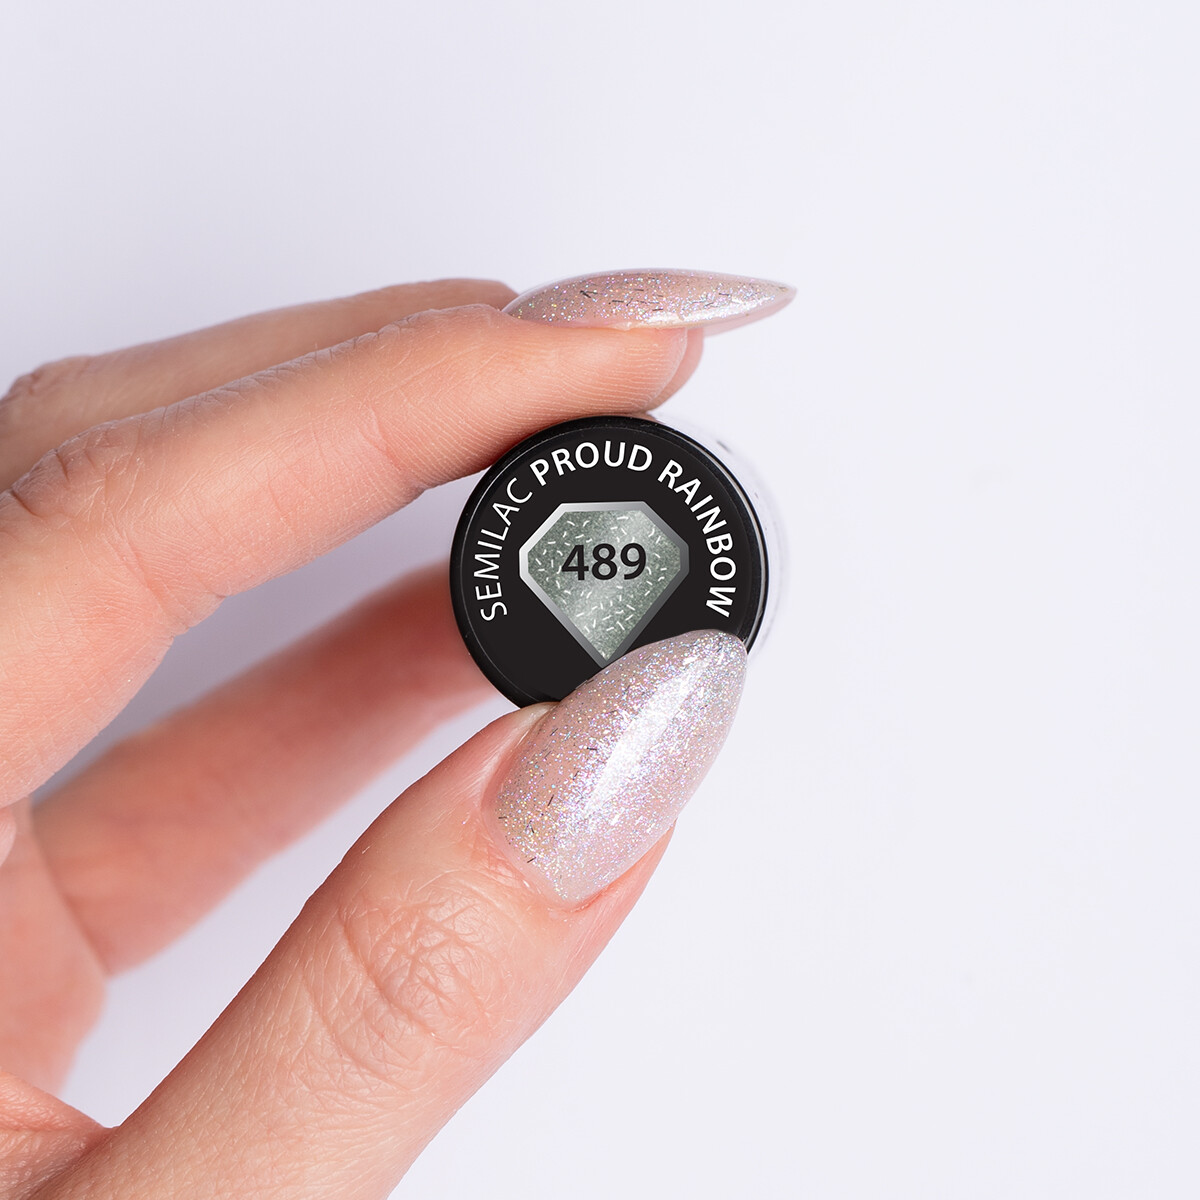 SEMILAC PROUD RAINBOW
489